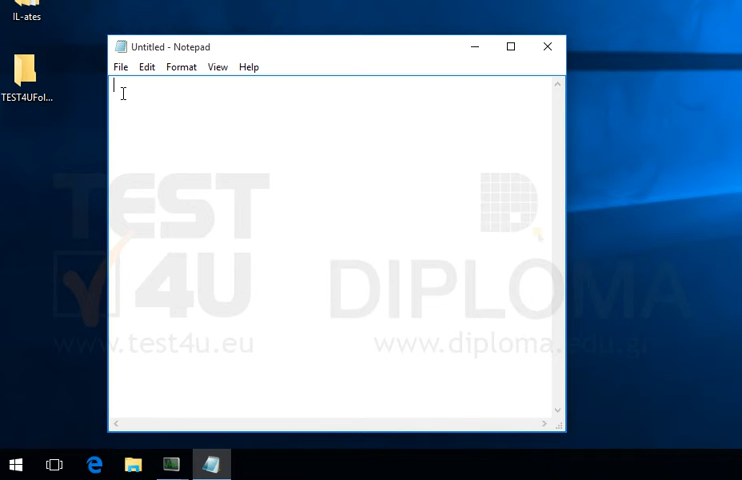 IL-ates
Untitled - Notepad
File Edit Format View Help
TEST4UFol...
TEST
4U DIPLOMA
www.test4u.eu www.diploma.edu.gr